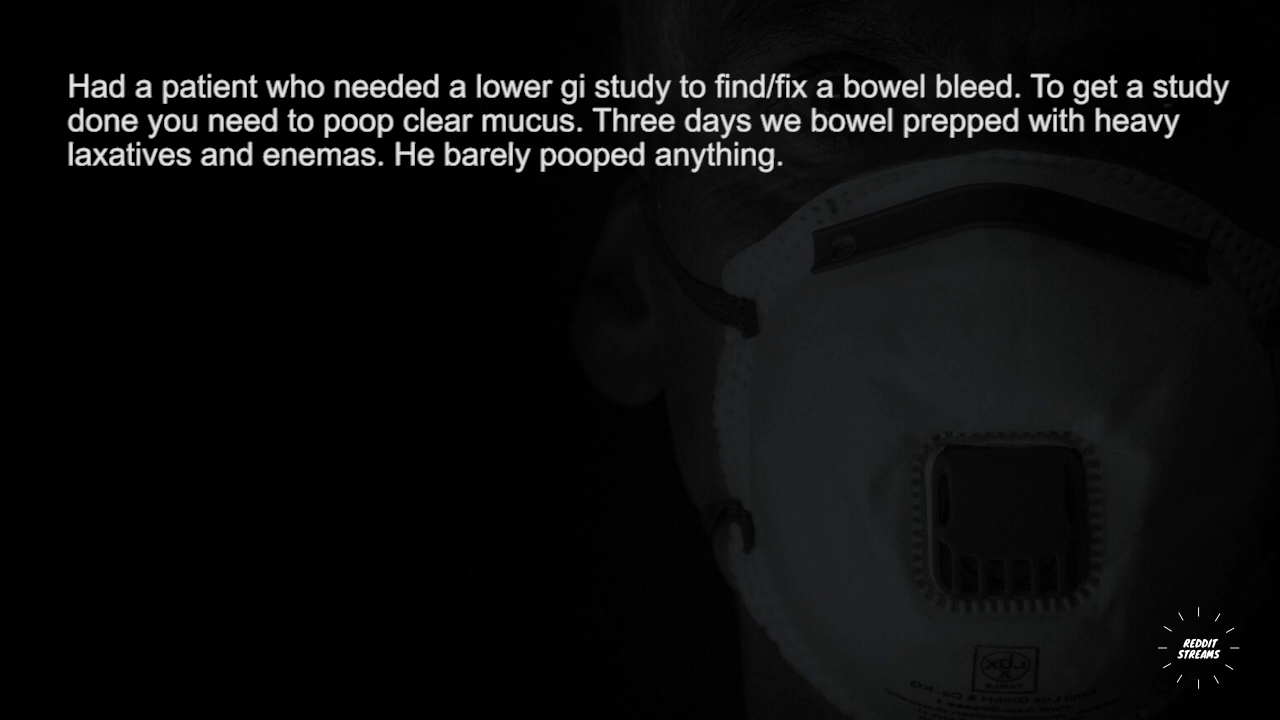 Had a patient who needed a lower gi study to find/fix a bowel bleed. To get a study
done you need to poop clear mucus. Three days we bowel prepped with heavy
laxatives and enemas. He barely pooped anything.
REDDIT
STREAMS